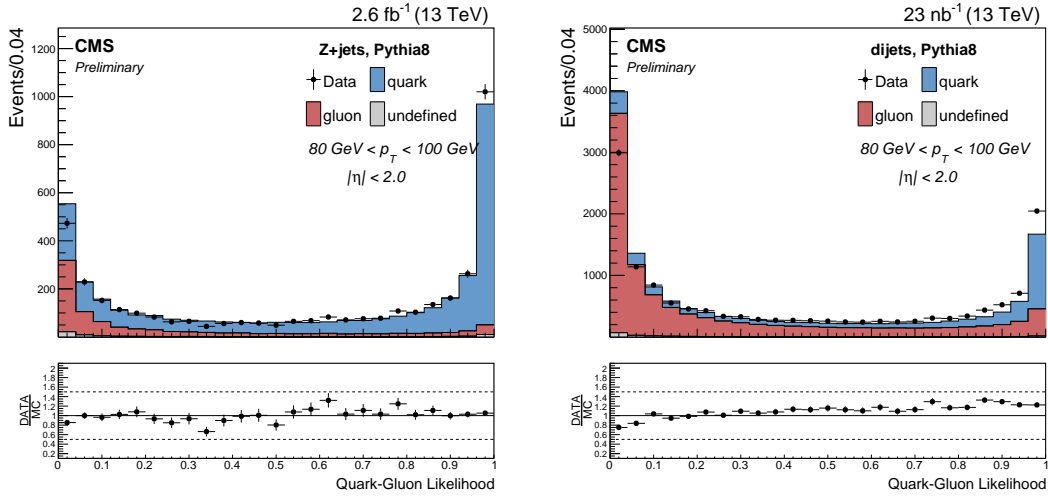 2.6 fb⁻¹ (13 TeV)
Events/0.04
CMS
Preliminary
Z+jets, Pythia8
Data
quark
gluon
undefined
80 GeV < p_T < 100 GeV
|η| < 2.0
1200
1000
800
600
400
200
DATA
MC
2
1.8
1.6
1.4
1.2
1
0.8
0.6
0.4
0.2
0 0.1 0.2 0.3 0.4 0.5 0.6 0.7 0.8 0.9 1
Quark-Gluon Likelihood
23 nb⁻¹ (13 TeV)
Events/0.04
CMS
Preliminary
dijets, Pythia8
Data
quark
gluon
undefined
80 GeV < p_T < 100 GeV
|η| < 2.0
5000
4000
3000
2000
1000
DATA
MC
2
1.8
1.6
1.4
1.2
1
0.8
0.6
0.4
0.2
0 0.1 0.2 0.3 0.4 0.5 0.6 0.7 0.8 0.9 1
Quark-Gluon Likelihood